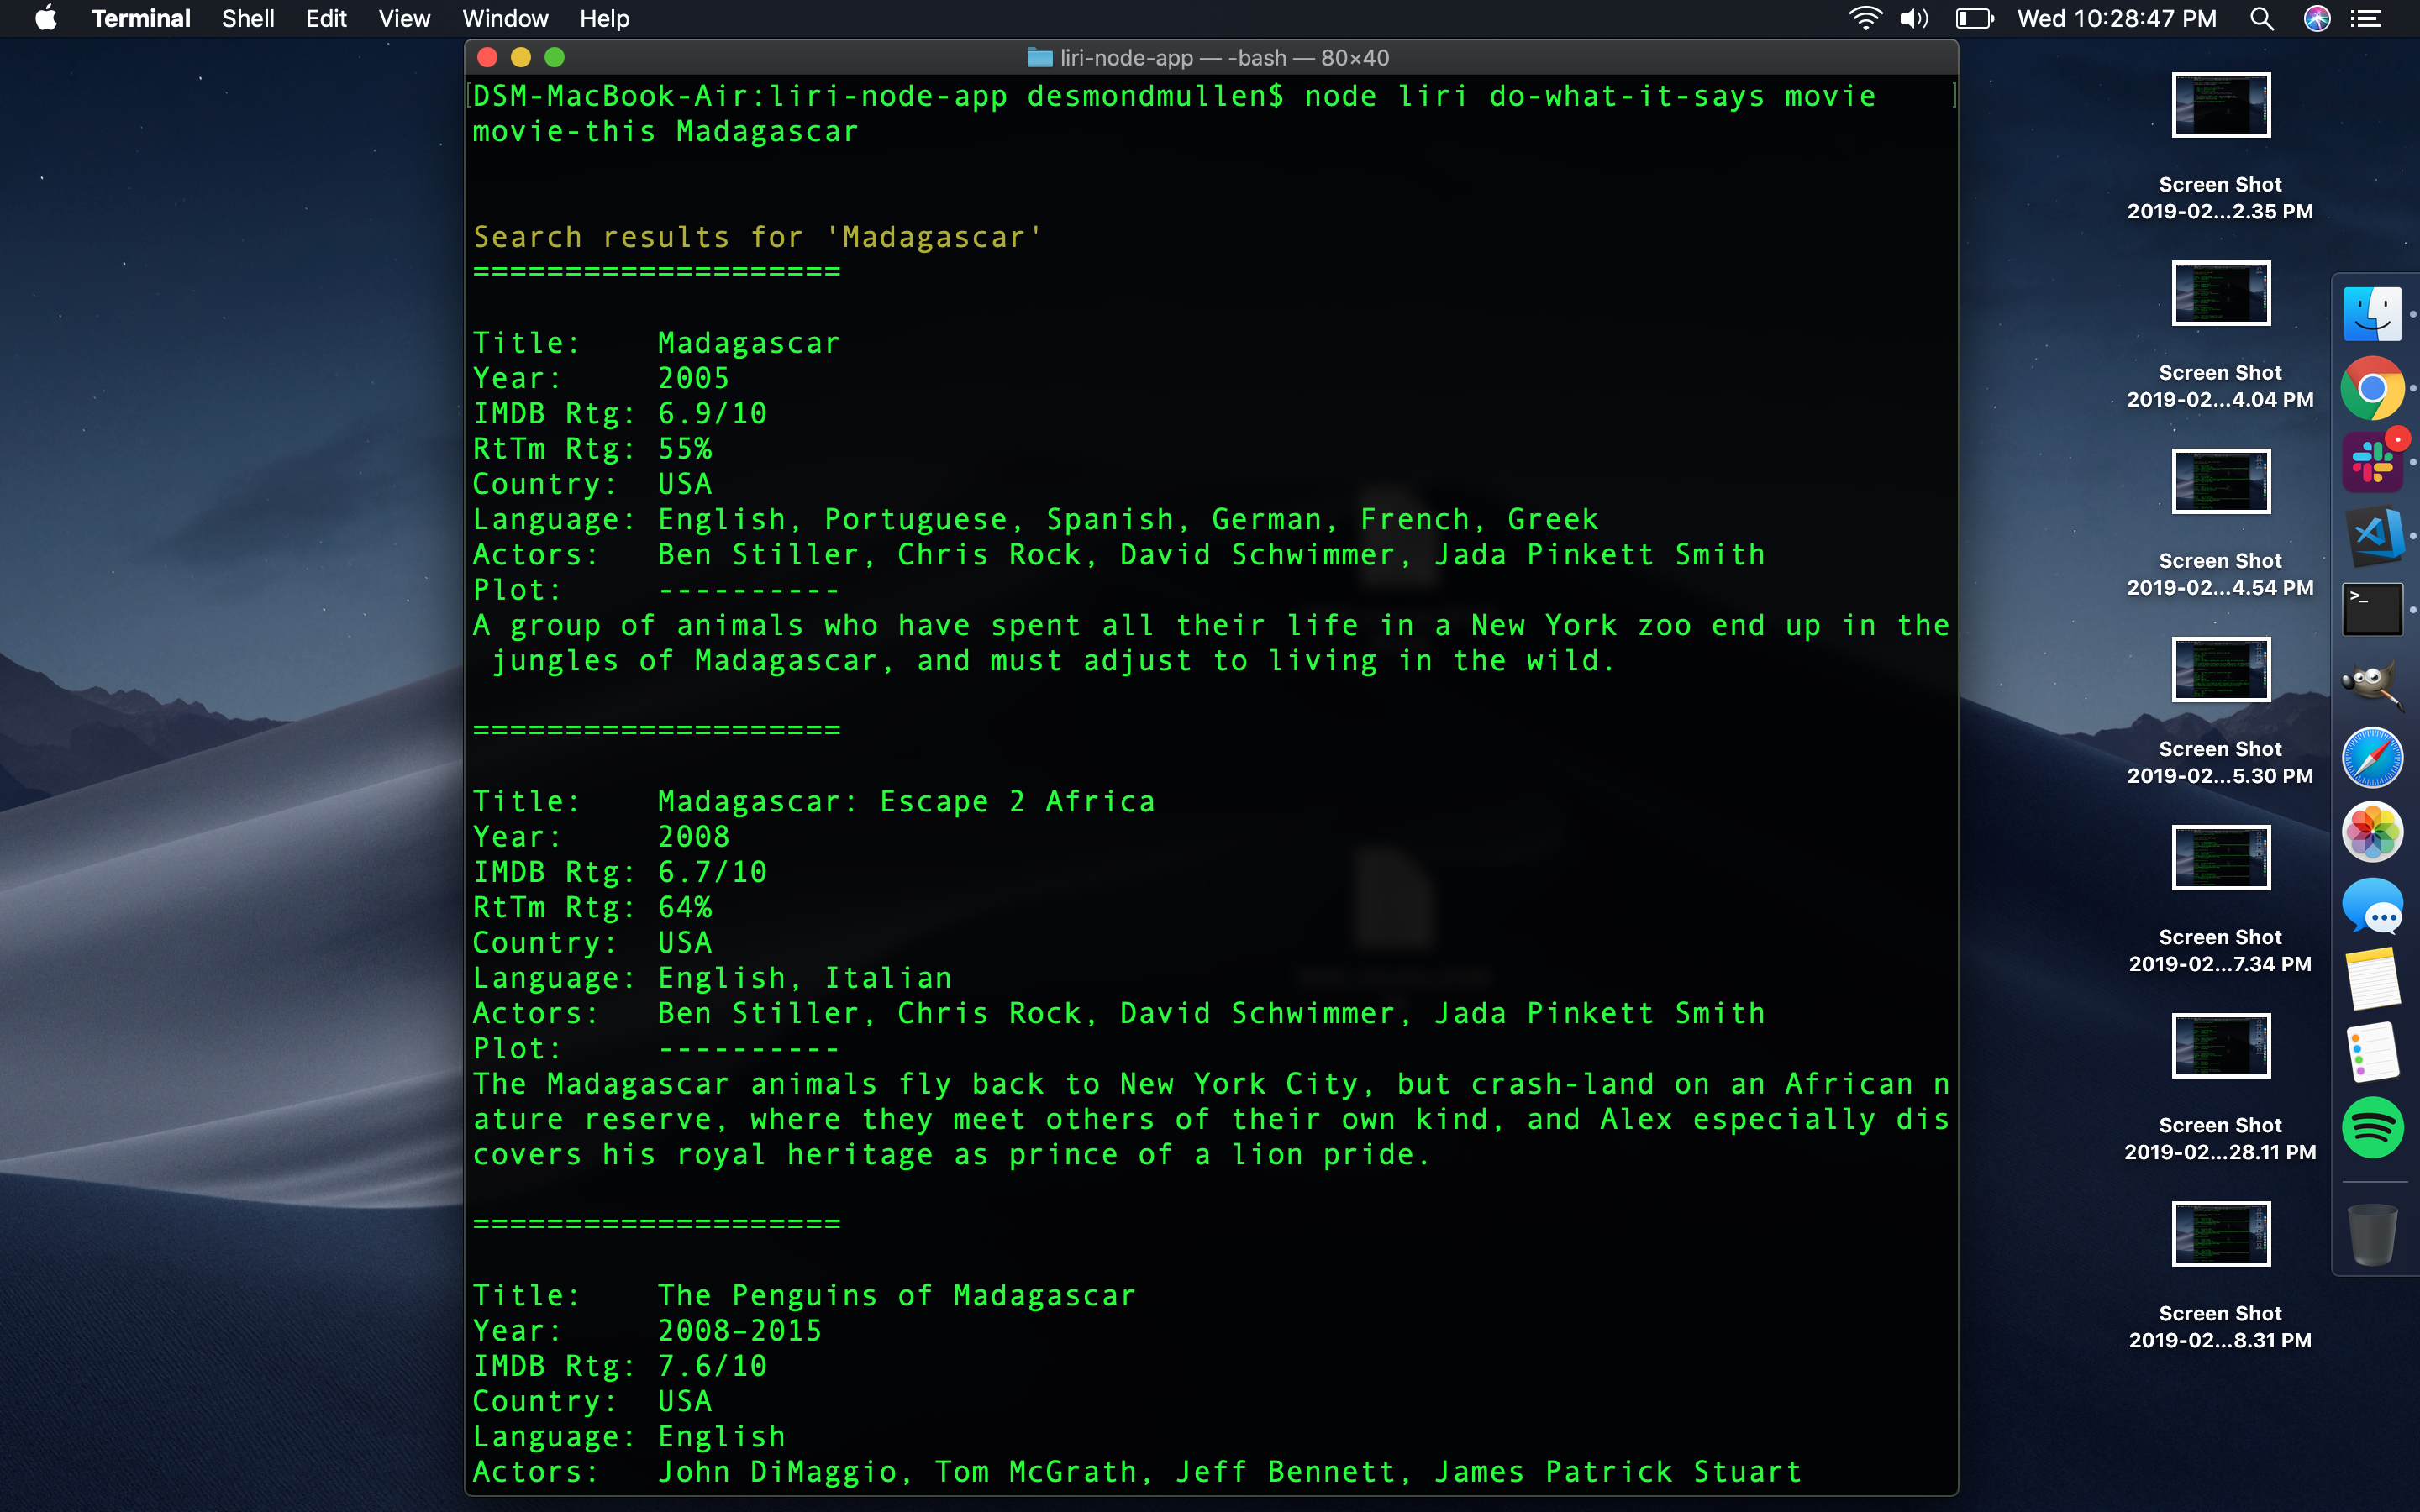 Terminal Shell Edit View Window Help Wed 10:28:47 PM
liri-node-app — -bash — 80×40
DSM-MacBook-Air:liri-node-app desmondmullen$ node liri do-what-it-says movie
movie-this Madagascar
Search results for 'Madagascar'
====================
Title: Madagascar
Year: 2005
IMDB Rtg: 6.9/10
RtTm Rtg: 55%
Country: USA
Language: English, Portuguese, Spanish, German, French, Greek
Actors: Ben Stiller, Chris Rock, David Schwimmer, Jada Pinkett Smith
Plot: ----------
A group of animals who have spent all their life in a New York zoo end up in the
jungles of Madagascar, and must adjust to living in the wild.
====================
Title: Madagascar: Escape 2 Africa
Year: 2008
IMDB Rtg: 6.7/10
RtTm Rtg: 64%
Country: USA
Language: English, Italian
Actors: Ben Stiller, Chris Rock, David Schwimmer, Jada Pinkett Smith
Plot: ----------
The Madagascar animals fly back to New York City, but crash-land on an African n
ature reserve, where they meet others of their own kind, and Alex especially dis
covers his royal heritage as prince of a lion pride.
====================
Title: The Penguins of Madagascar
Year: 2008–2015
IMDB Rtg: 7.6/10
Country: USA
Language: English
Actors: John DiMaggio, Tom McGrath, Jeff Bennett, James Patrick Stuart
Screen Shot
2019-02...2.35 PM
Screen Shot
2019-02...4.04 PM
Screen Shot
2019-02...4.54 PM
Screen Shot
2019-02...5.30 PM
Screen Shot
2019-02...7.34 PM
Screen Shot
2019-02...28.11 PM
Screen Shot
2019-02...8.31 PM